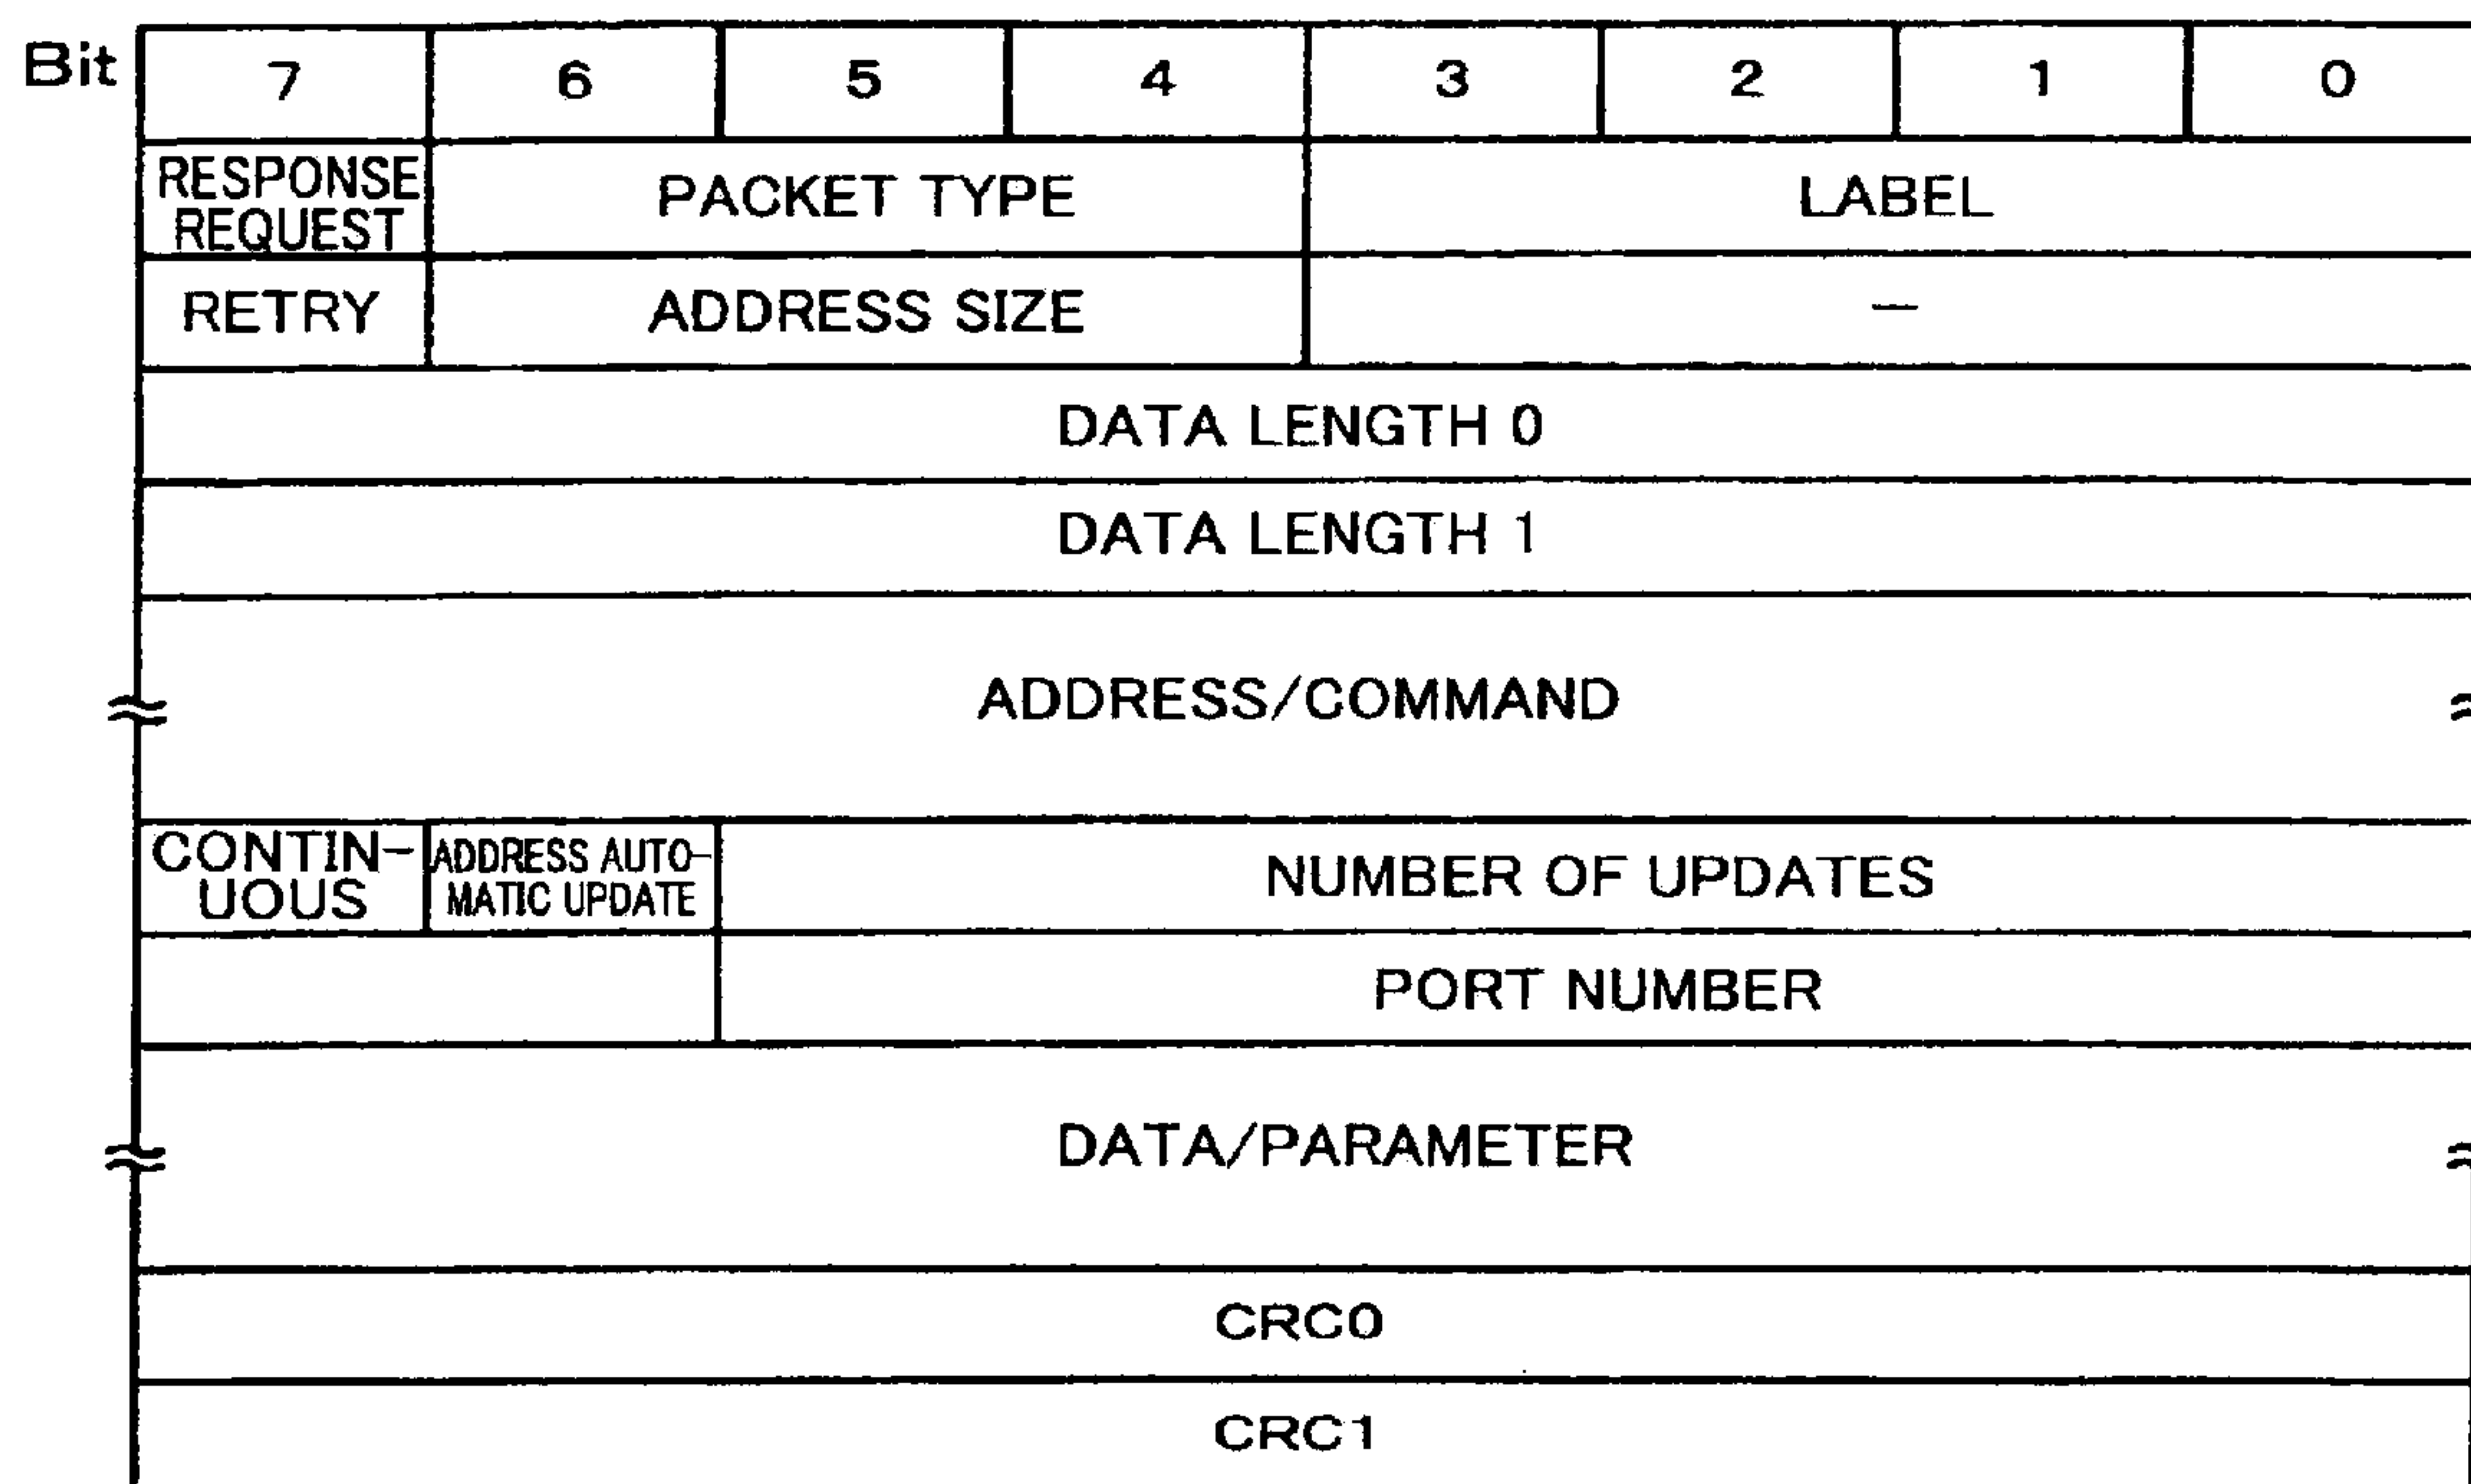 Bit 7 6 5 4 3 2 1 0
RESPONSE
REQUEST
PACKET TYPE
LABEL
RETRY
ADDRESS SIZE
—
DATA LENGTH 0
DATA LENGTH 1
ADDRESS/COMMAND
CONTIN-
UOUS
ADDRESS AUTO-
MATIC UPDATE
NUMBER OF UPDATES
PORT NUMBER
DATA/PARAMETER
CRC0
CRC1